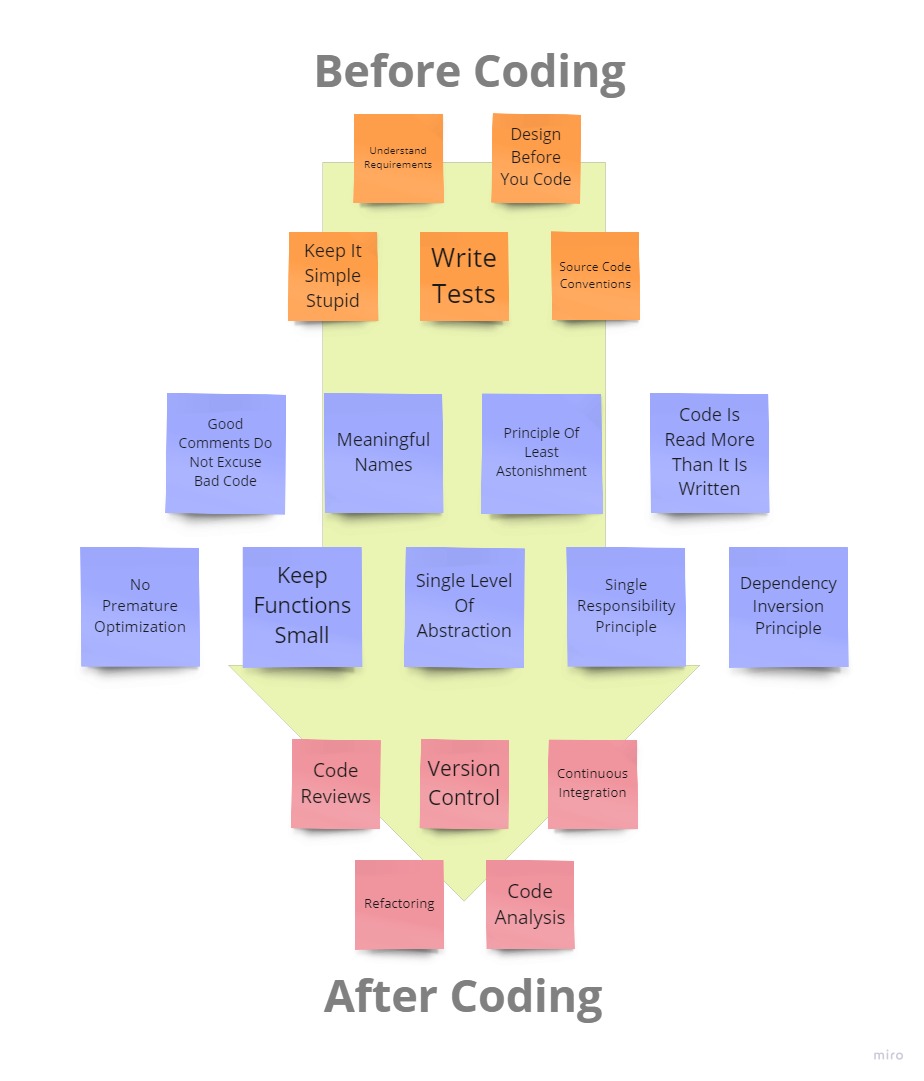 Before Coding
Understand
Requirements
Design
Before
You Code
Keep It
Simple
Stupid
Write
Tests
Source Code
Conventions
Good
Comments Do
Not Excuse
Bad Code
Meaningful
Names
Principle Of
Least
Astonishment
Code Is
Read More
Than It Is
Written
No
Premature
Optimization
Keep
Functions
Small
Single Level
Of
Abstraction
Single
Responsibility
Principle
Dependency
Inversion
Principle
Code
Reviews
Version
Control
Continuous
Integration
Refactoring
Code
Analysis
After Coding
miro